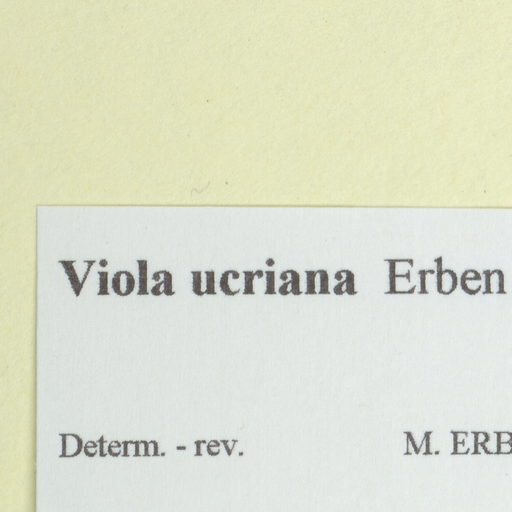 Viola ucriana Erben
Determ. - rev. M. ERB